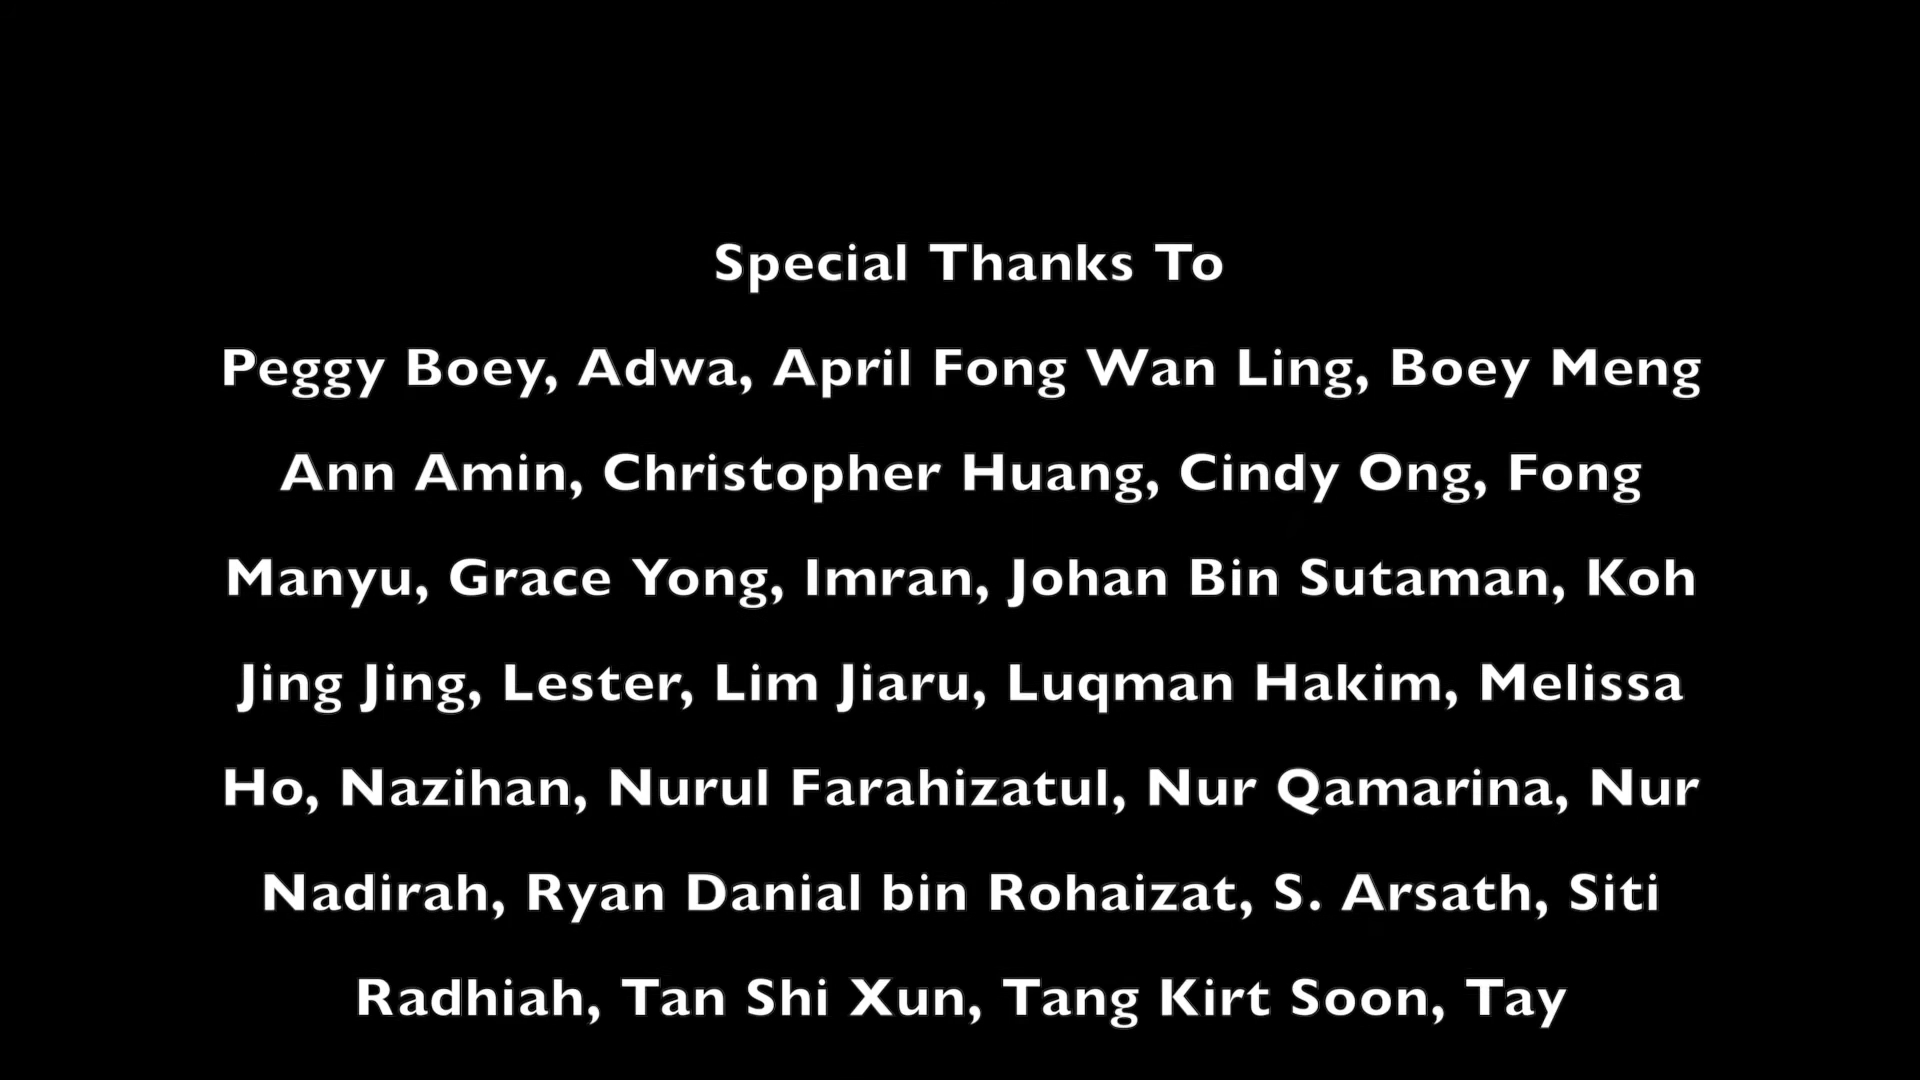 Special Thanks To
Peggy Boey, Adwa, April Fong Wan Ling, Boey Meng
Ann Amin, Christopher Huang, Cindy Ong, Fong
Manyu, Grace Yong, Imran, Johan Bin Sutaman, Koh
Jing Jing, Lester, Lim Jiaru, Luqman Hakim, Melissa
Ho, Nazihan, Nurul Farahizatul, Nur Qamarina, Nur
Nadirah, Ryan Danial bin Rohaizat, S. Arsath, Siti
Radhiah, Tan Shi Xun, Tang Kirt Soon, Tay